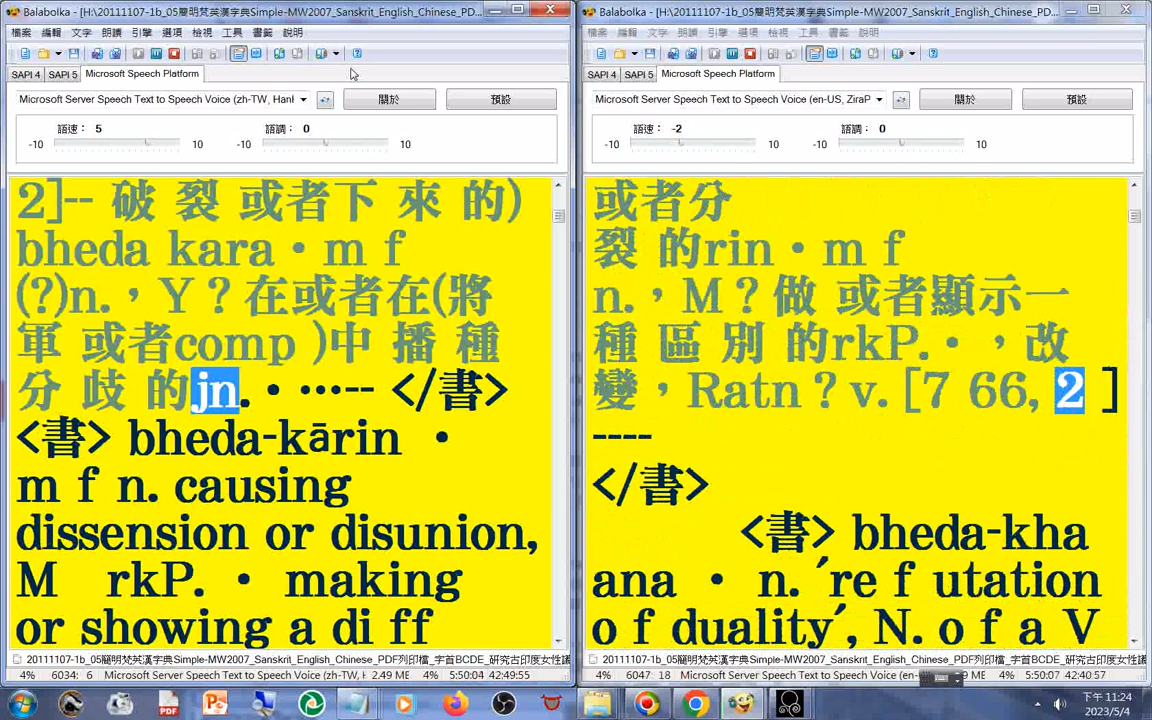 Balabolka - [H:\20111107-1b_05簡明梵英漢字典Simple-MW2007_Sanskrit_English_Chinese_PD...
檔案 編輯 文字 朗讀 引擎 選項 檢視 工具 書籤 說明
SAPI 4 SAPI 5 Microsoft Speech Platform
Microsoft Server Speech Text to Speech Voice (zh-TW, HanH
關於 預設
語速： 5 語調： 0
-10 10 -10 10
2]-- 破 裂 或者下 來 的)
bheda kara • m f
(?)n.，Y？在或者在(將
軍 或者comp )中 播 種
分 歧 的jn. • •••-- </書>
<書> bheda-kārin •
m f n. causing
dissension or disunion,
M rkP. • making
or showing a di ff
20111107-1b_05簡明梵英漢字典Simple-MW2007_Sanskrit_English_Chinese_PDF列印檔_字首BCDE_研究古印度女性議
4% 6034: 6 Microsoft Server Speech Text to Speech Voice (zh-TW, H 2.49 MB 4% 5:50:04 42:49:55
Balabolka - [H:\20111107-1b_05簡明梵英漢字典Simple-MW2007_Sanskrit_English_Chinese_PD...
檔案 編輯 文字 朗讀 引擎 選項 檢視 工具 書籤 說明
SAPI 4 SAPI 5 Microsoft Speech Platform
Microsoft Server Speech Text to Speech Voice (en-US, ZiraP
關於 預設
語速： -2 語調： 0
-10 10 -10 10
或者分
裂 的rin • m f
n.，M？做 或者顯示一
種 區 別 的rkP. •，改
變，Ratn？v. [7 66, 2 ]
----
</書>
<書> bheda-kha
ana • n. ´re f utation
o f duality´, N. o f a V
20111107-1b_05簡明梵英漢字典Simple-MW2007_Sanskrit_English_Chinese_PDF列印檔_字首BCDE_研究古印度女性議
4% 6047: 18 Microsoft Server Speech Text to Speech Voice (en-US, 4% 5:50:07 42:40:57
PDF
下午 11:24
2023/5/4